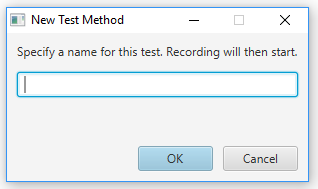 New Test Method
Specify a name for this test. Recording will then start.
OK
Cancel